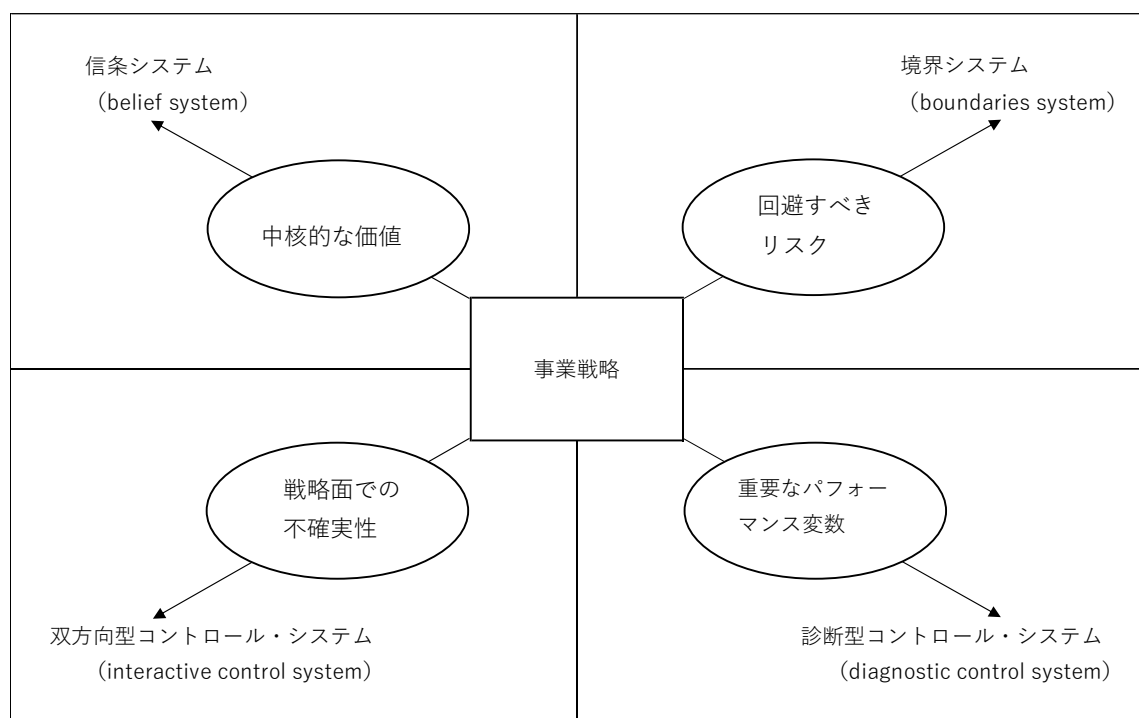 信条システム
（belief system）
境界システム
（boundaries system）
中核的な価値
回避すべき
リスク
事業戦略
戦略面での
不確実性
重要なパフォー
マンス変数
双方向型コントロール・システム
（interactive control system）
診断型コントロール・システム
（diagnostic control system）